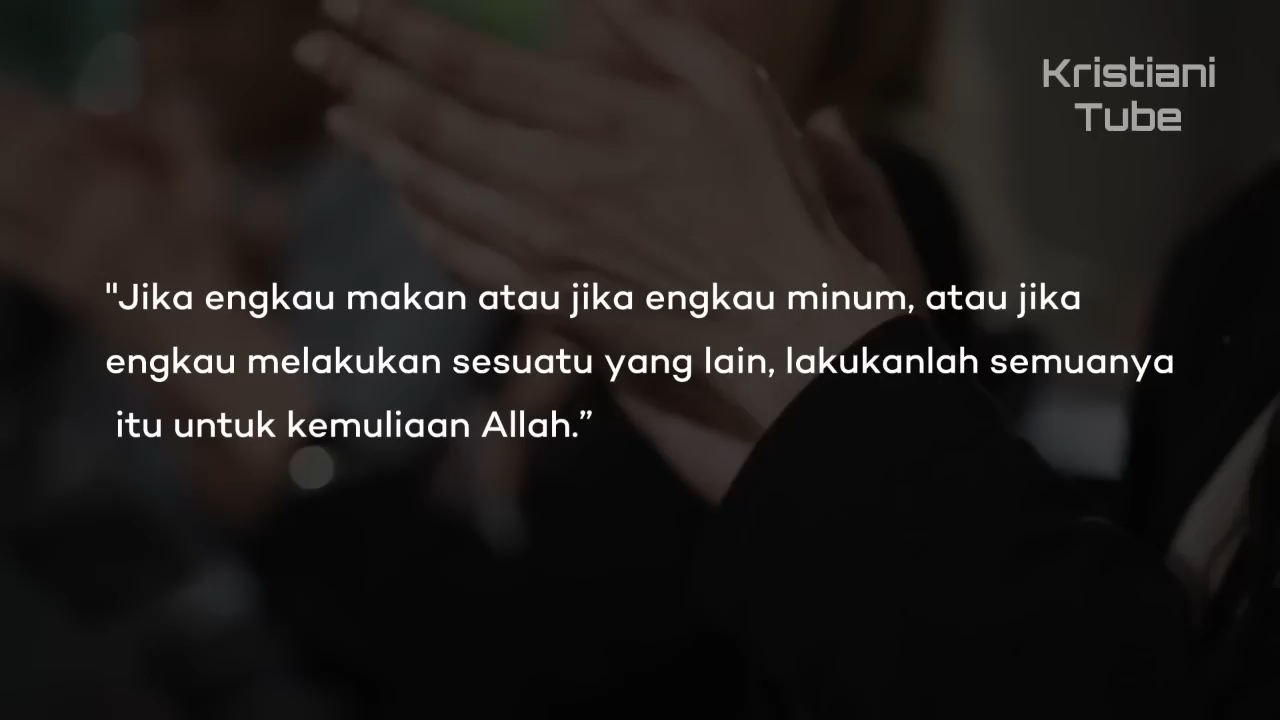 Kristiani
Tube
"Jika engkau makan atau jika engkau minum, atau jika
engkau melakukan sesuatu yang lain, lakukanlah semuanya
itu untuk kemuliaan Allah.”